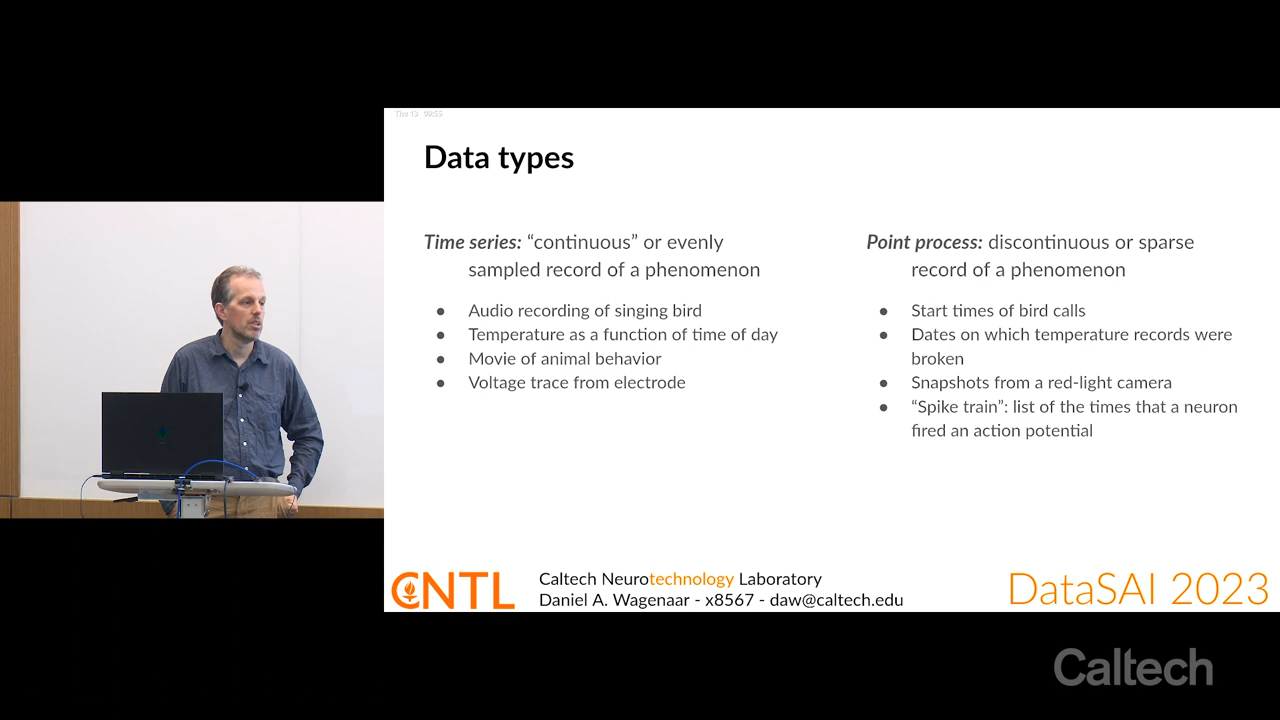 Thu 13 09:55
Data types
Time series: “continuous” or evenly
sampled record of a phenomenon
● Audio recording of singing bird
● Temperature as a function of time of day
● Movie of animal behavior
● Voltage trace from electrode
Point process: discontinuous or sparse
record of a phenomenon
● Start times of bird calls
● Dates on which temperature records were
broken
● Snapshots from a red-light camera
● “Spike train”: list of the times that a neuron
fired an action potential
CNTL
Caltech Neurotechnology Laboratory
Daniel A. Wagenaar - x8567 - daw@caltech.edu
DataSAI 2023
Caltech